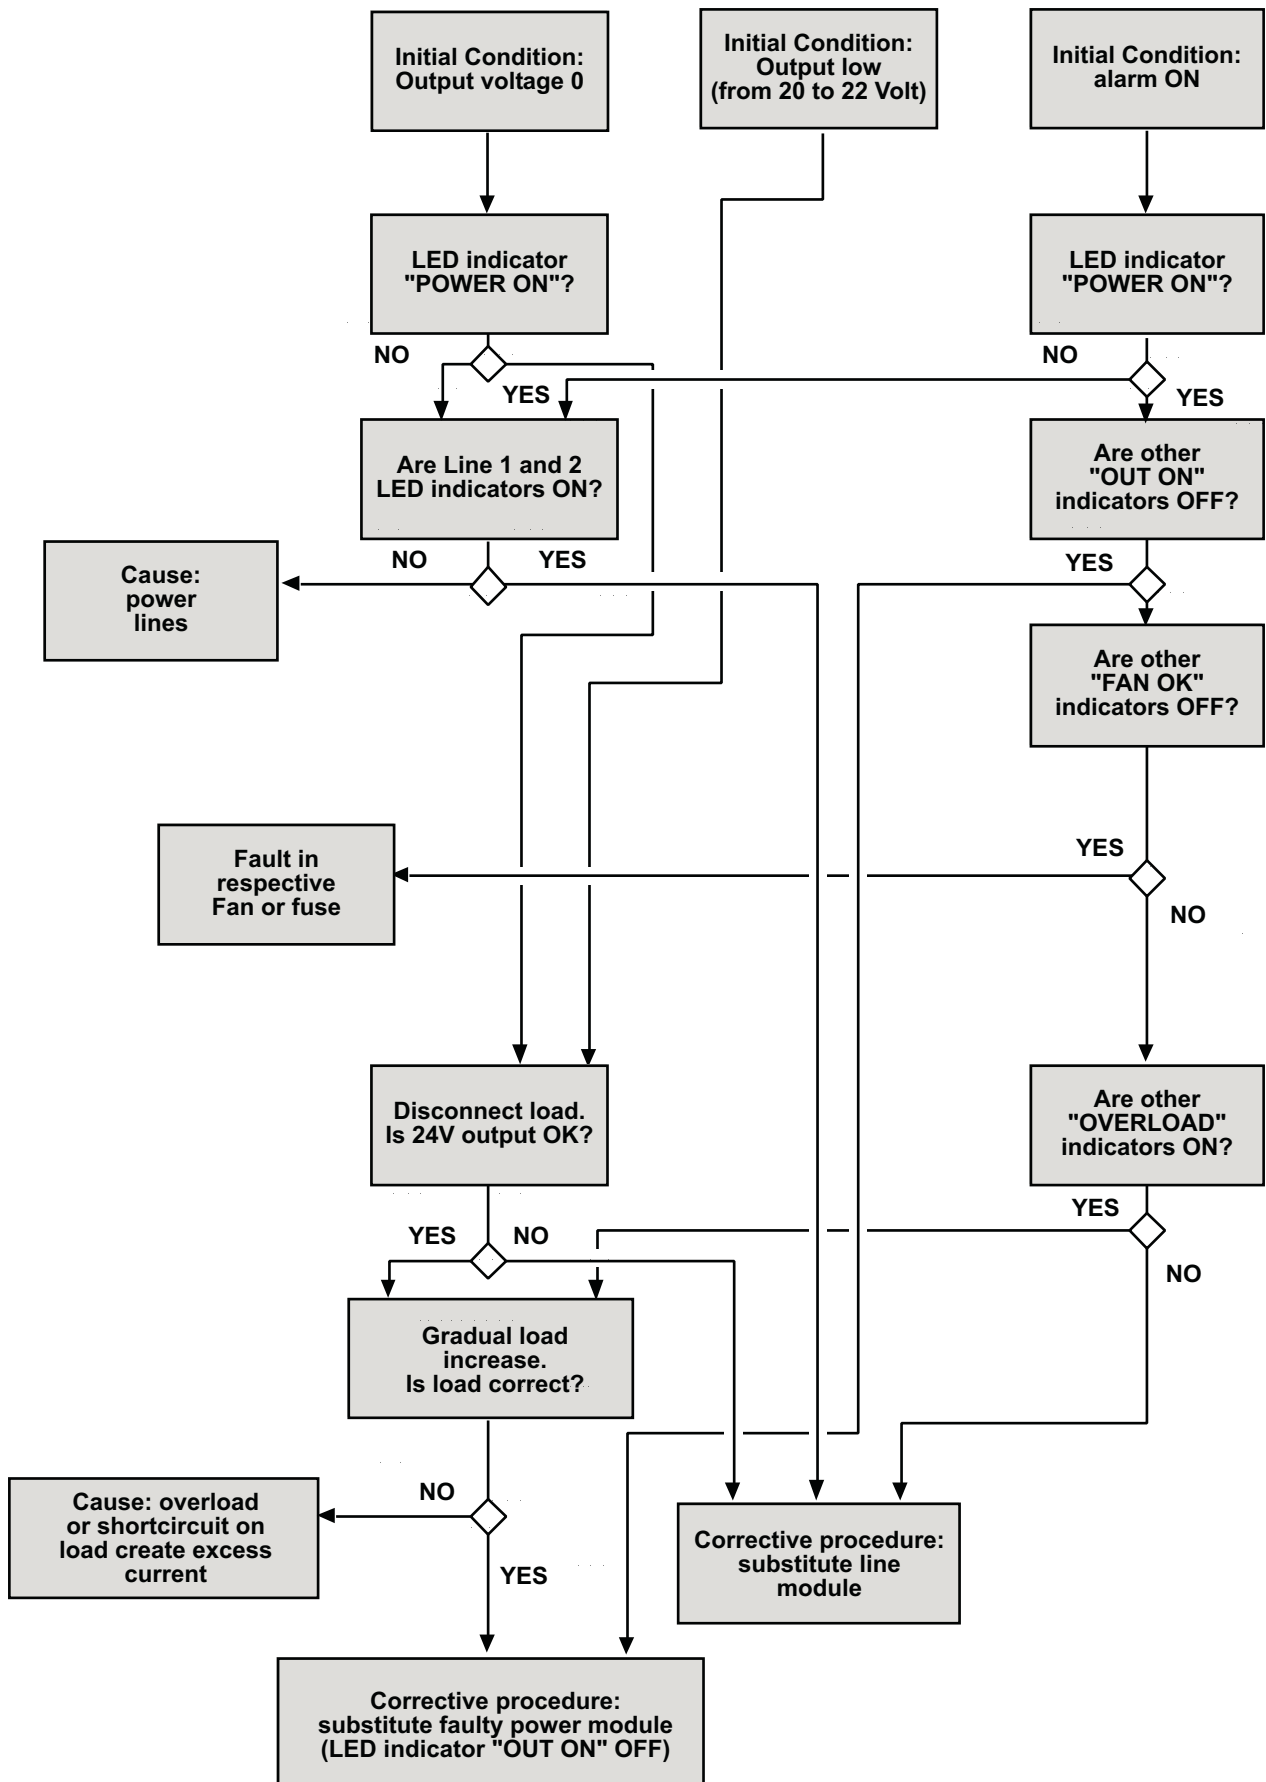 Initial Condition:
Output voltage 0
Initial Condition:
Output low
(from 20 to 22 Volt)
Initial Condition:
alarm ON
LED indicator
"POWER ON"?
LED indicator
"POWER ON"?
NO
YES
NO
YES
Are Line 1 and 2
LED indicators ON?
Are other
"OUT ON"
indicators OFF?
NO
YES
YES
Cause:
power
lines
Are other
"FAN OK"
indicators OFF?
YES
NO
Fault in
respective
Fan or fuse
Disconnect load.
Is 24V output OK?
Are other
"OVERLOAD"
indicators ON?
YES
NO
YES
NO
Gradual load
increase.
Is load correct?
NO
YES
Cause: overload
or shortcircuit on
load create excess
current
Corrective procedure:
substitute line
module
Corrective procedure:
substitute faulty power module
(LED indicator "OUT ON" OFF)